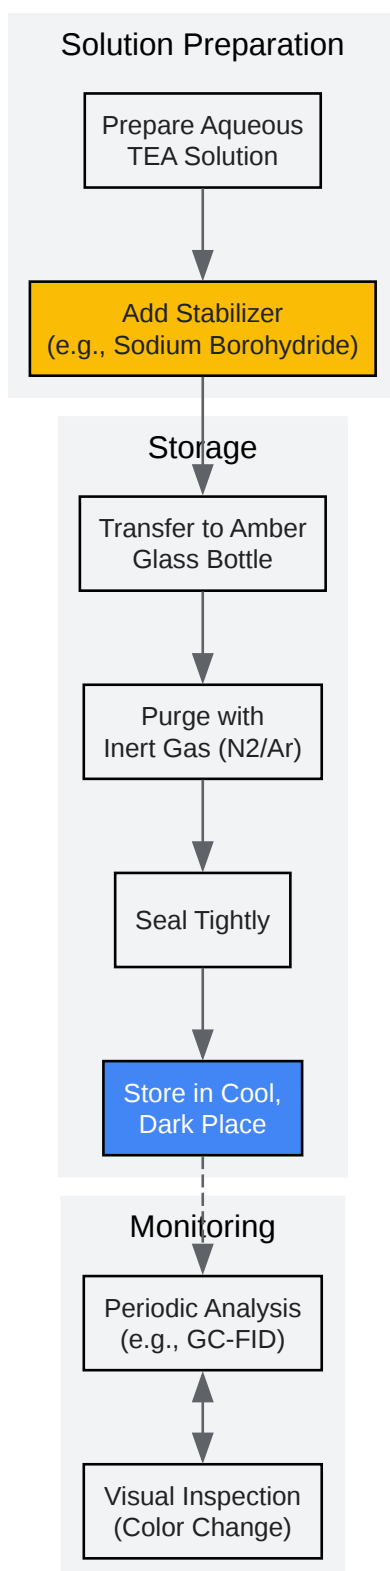 Solution Preparation
Prepare Aqueous
TEA Solution
Add Stabilizer
(e.g., Sodium Borohydride)
Storage
Transfer to Amber
Glass Bottle
Purge with
Inert Gas (N2/Ar)
Seal Tightly
Store in Cool,
Dark Place
Monitoring
Periodic Analysis
(e.g., GC-FID)
Visual Inspection
(Color Change)